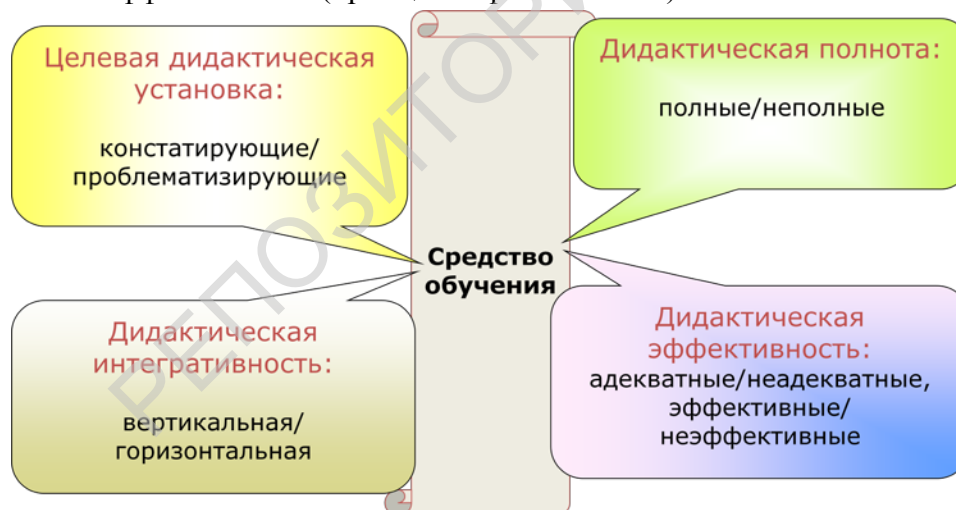 Целевая дидактическая
установка:
констатирующие/
проблематизирующие
Дидактическая полнота:
полные/неполные
Средство
обучения
Дидактическая
интегративность:
вертикальная/
горизонтальная
Дидактическая
эффективность:
адекватные/неадекватные,
эффективные/
неэффективные